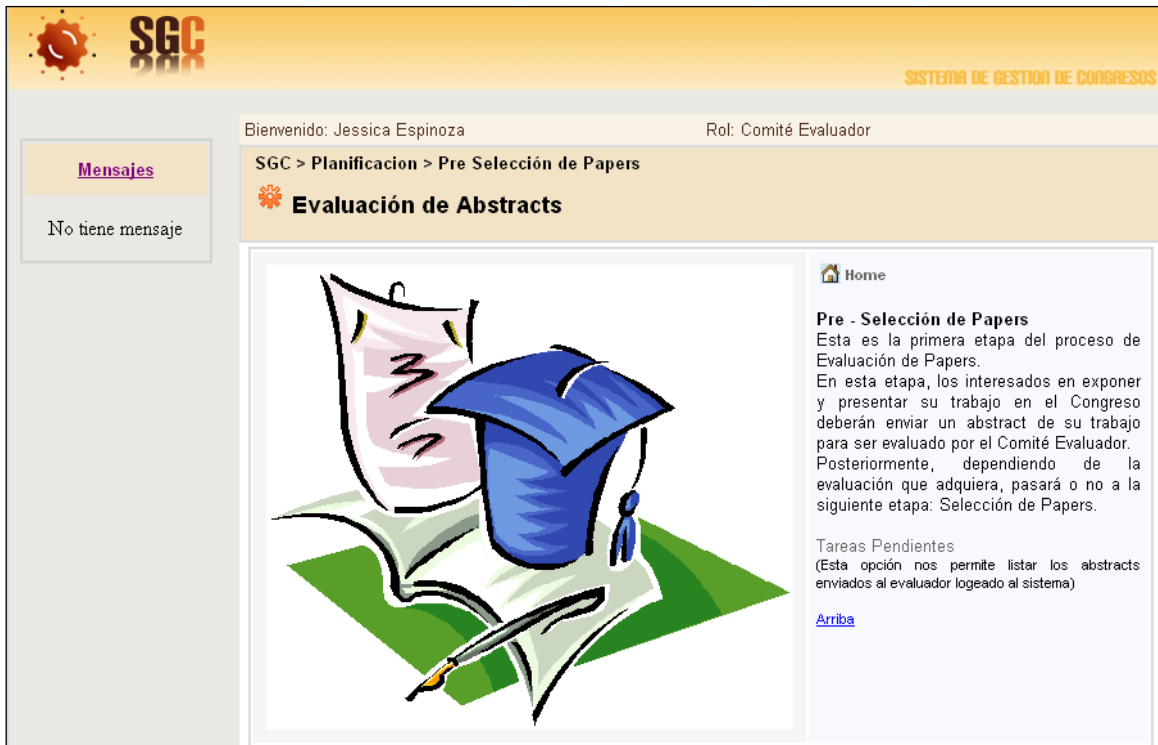 SGC
SISTEMA DE GESTION DE CONGRESOS
Bienvenido: Jessica Espinoza
Rol: Comité Evaluador
Mensajes
No tiene mensaje
SGC > Planificacion > Pre Selección de Papers
Evaluación de Abstracts
Home
Pre - Selección de Papers
Esta es la primera etapa del proceso de
Evaluación de Papers.
En esta etapa, los interesados en exponer
y presentar su trabajo en el Congreso
deberán enviar un abstract de su trabajo
para ser evaluado por el Comité Evaluador.
Posteriormente, dependiendo de la
evaluación que adquiera, pasará o no a la
siguiente etapa: Selección de Papers.
Tareas Pendientes
(Esta opción nos permite listar los abstracts
enviados al evaluador logeado al sistema)
Arriba